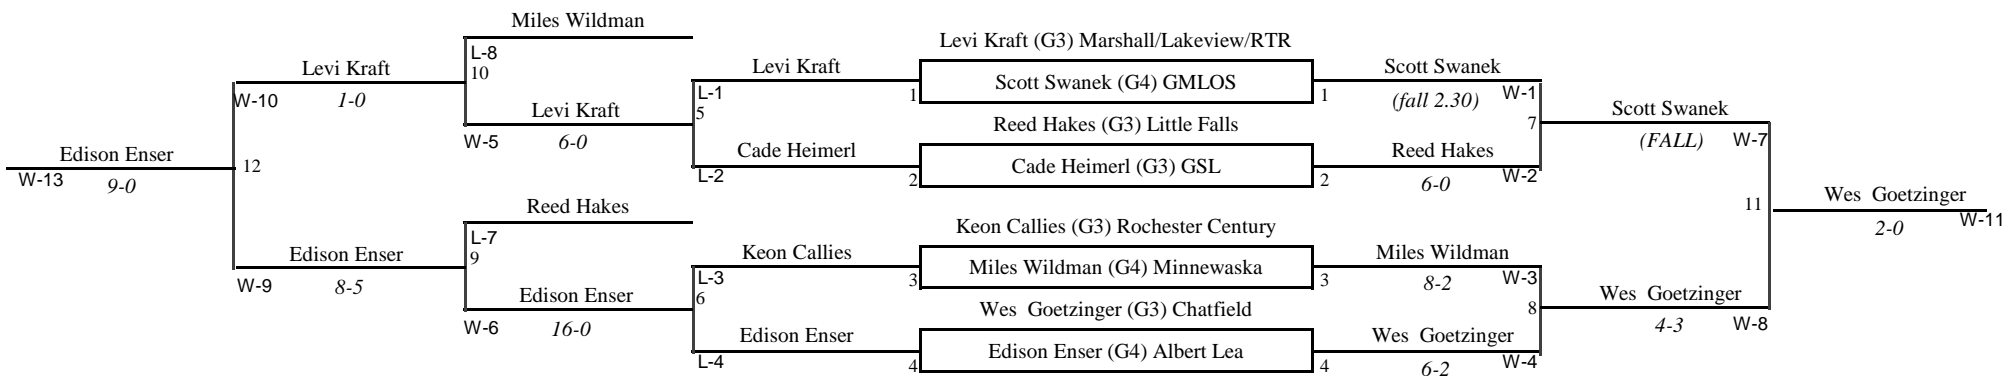 Miles Wildman
Levi Kraft (G3) Marshall/Lakeview/RTR
L-8
Levi Kraft
10
Levi Kraft
Scott Swanek (G4) GMLOS
Scott Swanek
W-10
1-0
L-1
1
1
(fall 2.30)
W-1
Levi Kraft
5
Reed Hakes (G3) Little Falls
7
Scott Swanek
W-5
6-0
(FALL)
W-7
Edison Enser
Cade Heimerl
Cade Heimerl (G3) GSL
Reed Hakes
12
W-13
9-0
L-2
2
2
6-0
W-2
Reed Hakes
11
Wes Goetzinger
L-7
Keon Callies (G3) Rochester Century
2-0
W-11
Edison Enser
9
Keon Callies
Miles Wildman (G4) Minnewaska
Miles Wildman
W-9
8-5
L-3
3
3
8-2
W-3
Edison Enser
6
Wes Goetzinger (G3) Chatfield
8
Wes Goetzinger
W-6
16-0
4-3
W-8
Edison Enser
Edison Enser (G4) Albert Lea
Wes Goetzinger
L-4
4
4
6-2
W-4